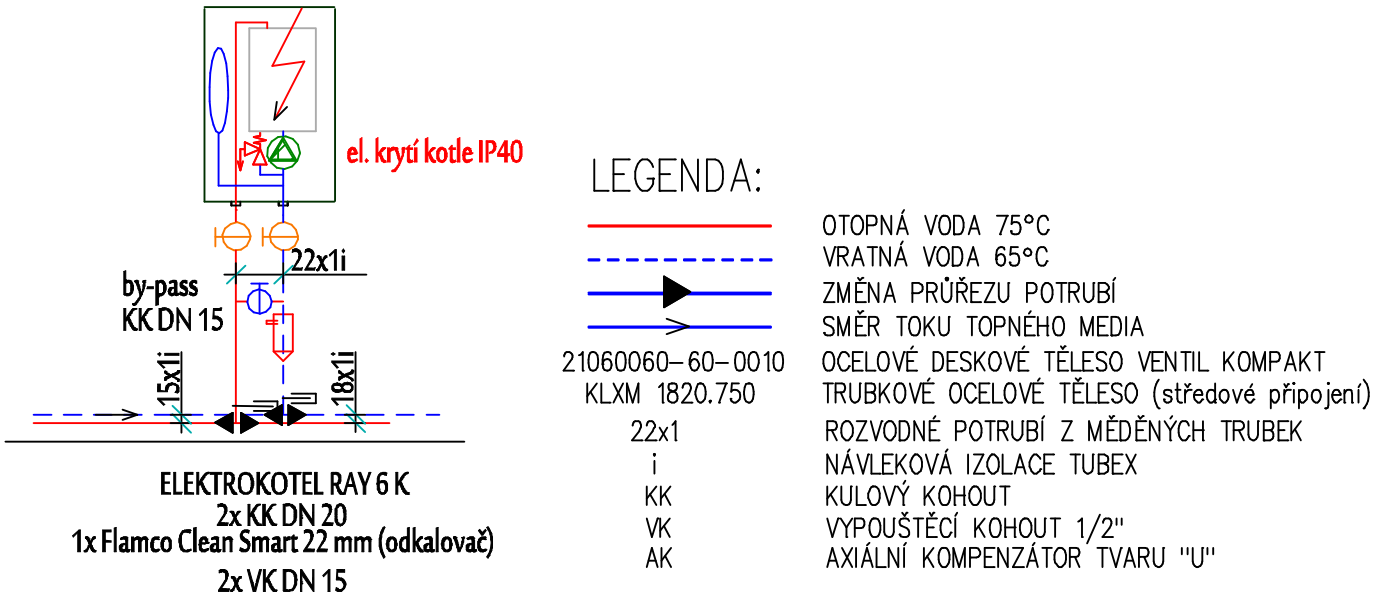 el. krytí kotle IP40
22x1i
by-pass
KK DN 15
15x1i
18x1i
ELEKTROKOTEL RAY 6 K
2x KK DN 20
1x Flamco Clean Smart 22 mm (odkalovač)
2x VK DN 15
LEGENDA:
OTOPNÁ VODA 75°C
VRATNÁ VODA 65°C
ZMĚNA PRŮŘEZU POTRUBÍ
SMĚR TOKU TOPNÉHO MEDIA
21060060-60-0010 OCELOVÉ DESKOVÉ TĚLESO VENTIL KOMPAKT
KLXM 1820.750 TRUBKOVÉ OCELOVÉ TĚLESO (středové připojení)
22x1 ROZVODNÉ POTRUBÍ Z MĚDĚNÝCH TRUBEK
i NÁVLEKOVÁ IZOLACE TUBEX
KK KULOVÝ KOHOUT
VK VYPOUŠTĚCÍ KOHOUT 1/2"
AK AXIÁLNÍ KOMPENZÁTOR TVARU "U"